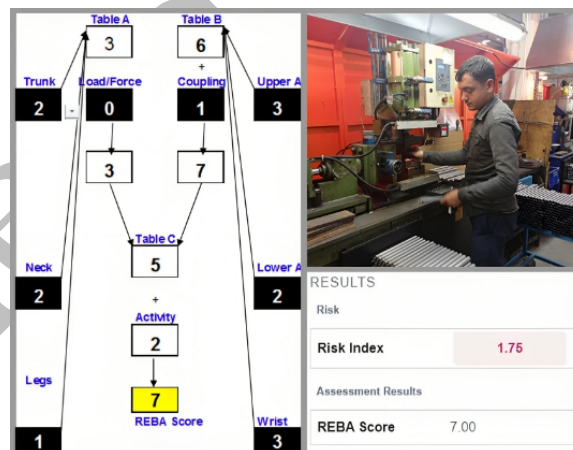 Table A
Table B
3
6
+
Trunk
Load/Force
Coupling
Upper A
2
0
1
3
3
7
Table C
5
Neck
Lower A
2
+
2
Activity
2
Legs
7
REBA Score
Wrist
1
3
RESULTS
Risk
Risk Index
1.75
Assessment Results
REBA Score
7.00